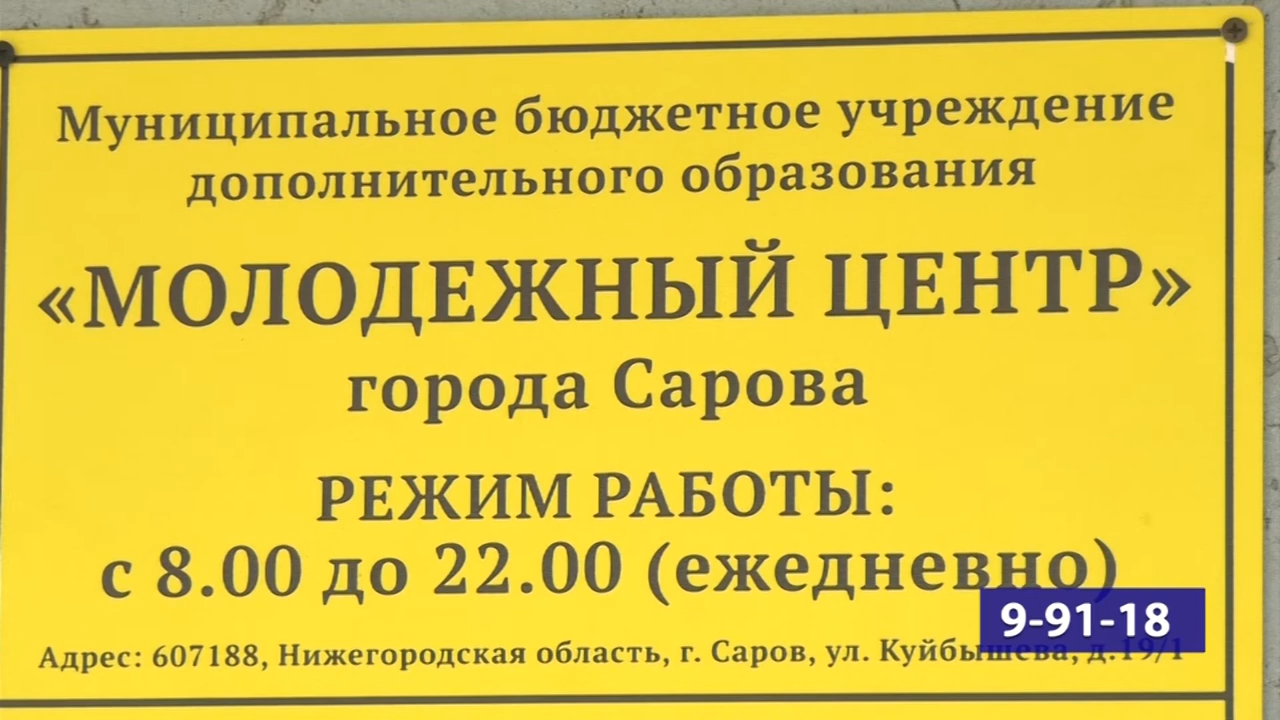 Муниципальное бюджетное учреждение
дополнительного образования
«МОЛОДЕЖНЫЙ ЦЕНТР»
города Сарова
РЕЖИМ РАБОТЫ:
с 8.00 до 22.00 (ежедневно)
9-91-18
Адрес: 607188, Нижегородская область, г. Саров, ул. Куйбышева, д.19/1